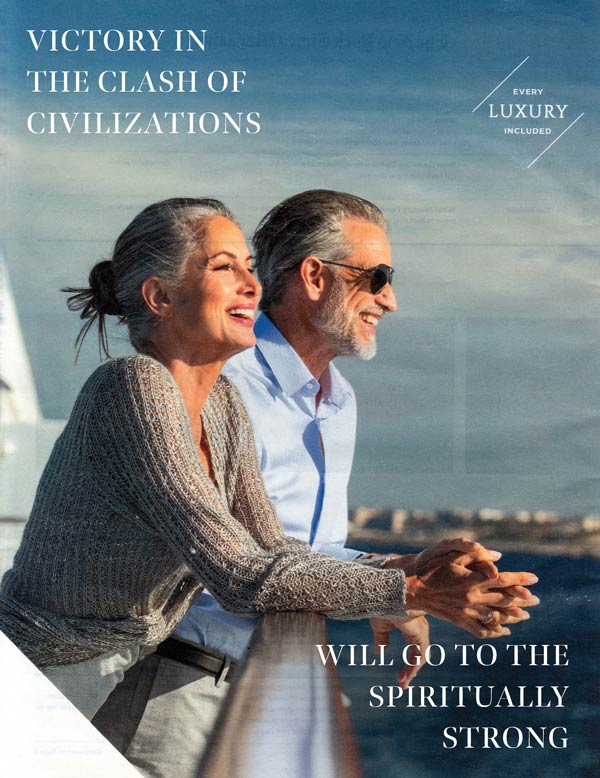 VICTORY IN
THE CLASH OF
CIVILIZATIONS
EVERY
LUXURY
INCLUDED
WILL GO TO THE
SPIRITUALLY
STRONG